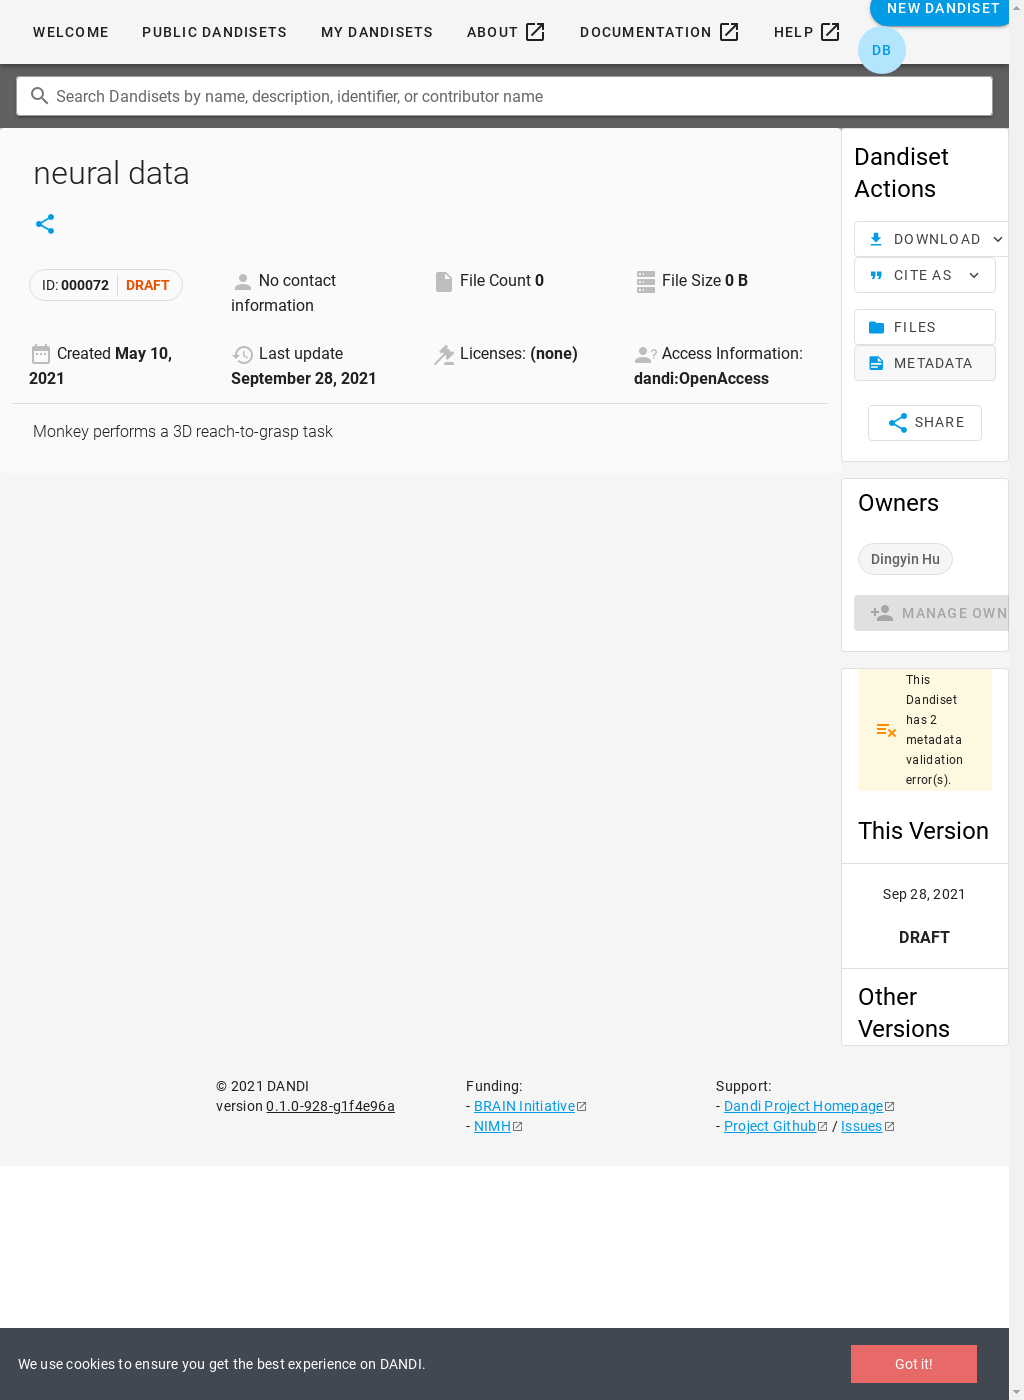 NEW DANDISET
WELCOME PUBLIC DANDISETS MY DANDISETS ABOUT DOCUMENTATION HELP
DB
Search Dandisets by name, description, identifier, or contributor name
neural data
ID: 000072 DRAFT
No contact information
File Count 0
File Size 0 B
Created May 10, 2021
Last update September 28, 2021
Licenses: (none)
Access Information: dandi:OpenAccess
Monkey performs a 3D reach-to-grasp task
Dandiset
Actions
DOWNLOAD
CITE AS
FILES
METADATA
SHARE
Owners
Dingyin Hu
MANAGE OWN
This
Dandiset
has 2
metadata
validation
error(s).
This Version
Sep 28, 2021
DRAFT
Other
Versions
© 2021 DANDI
version 0.1.0-928-g1f4e96a
Funding:
- BRAIN Initiative
- NIMH
Support:
- Dandi Project Homepage
- Project Github / Issues
We use cookies to ensure you get the best experience on DANDI.
Got it!